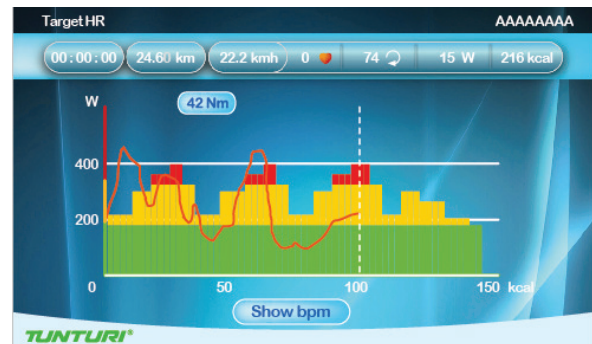 Target HR AAAAAAAA
00:00:00 24.60 km 22.2 kmh 0 74 15 W 216 kcal
W 42 Nm
400
200
0 50 100 150 kcal
Show bpm
TUNTURI®